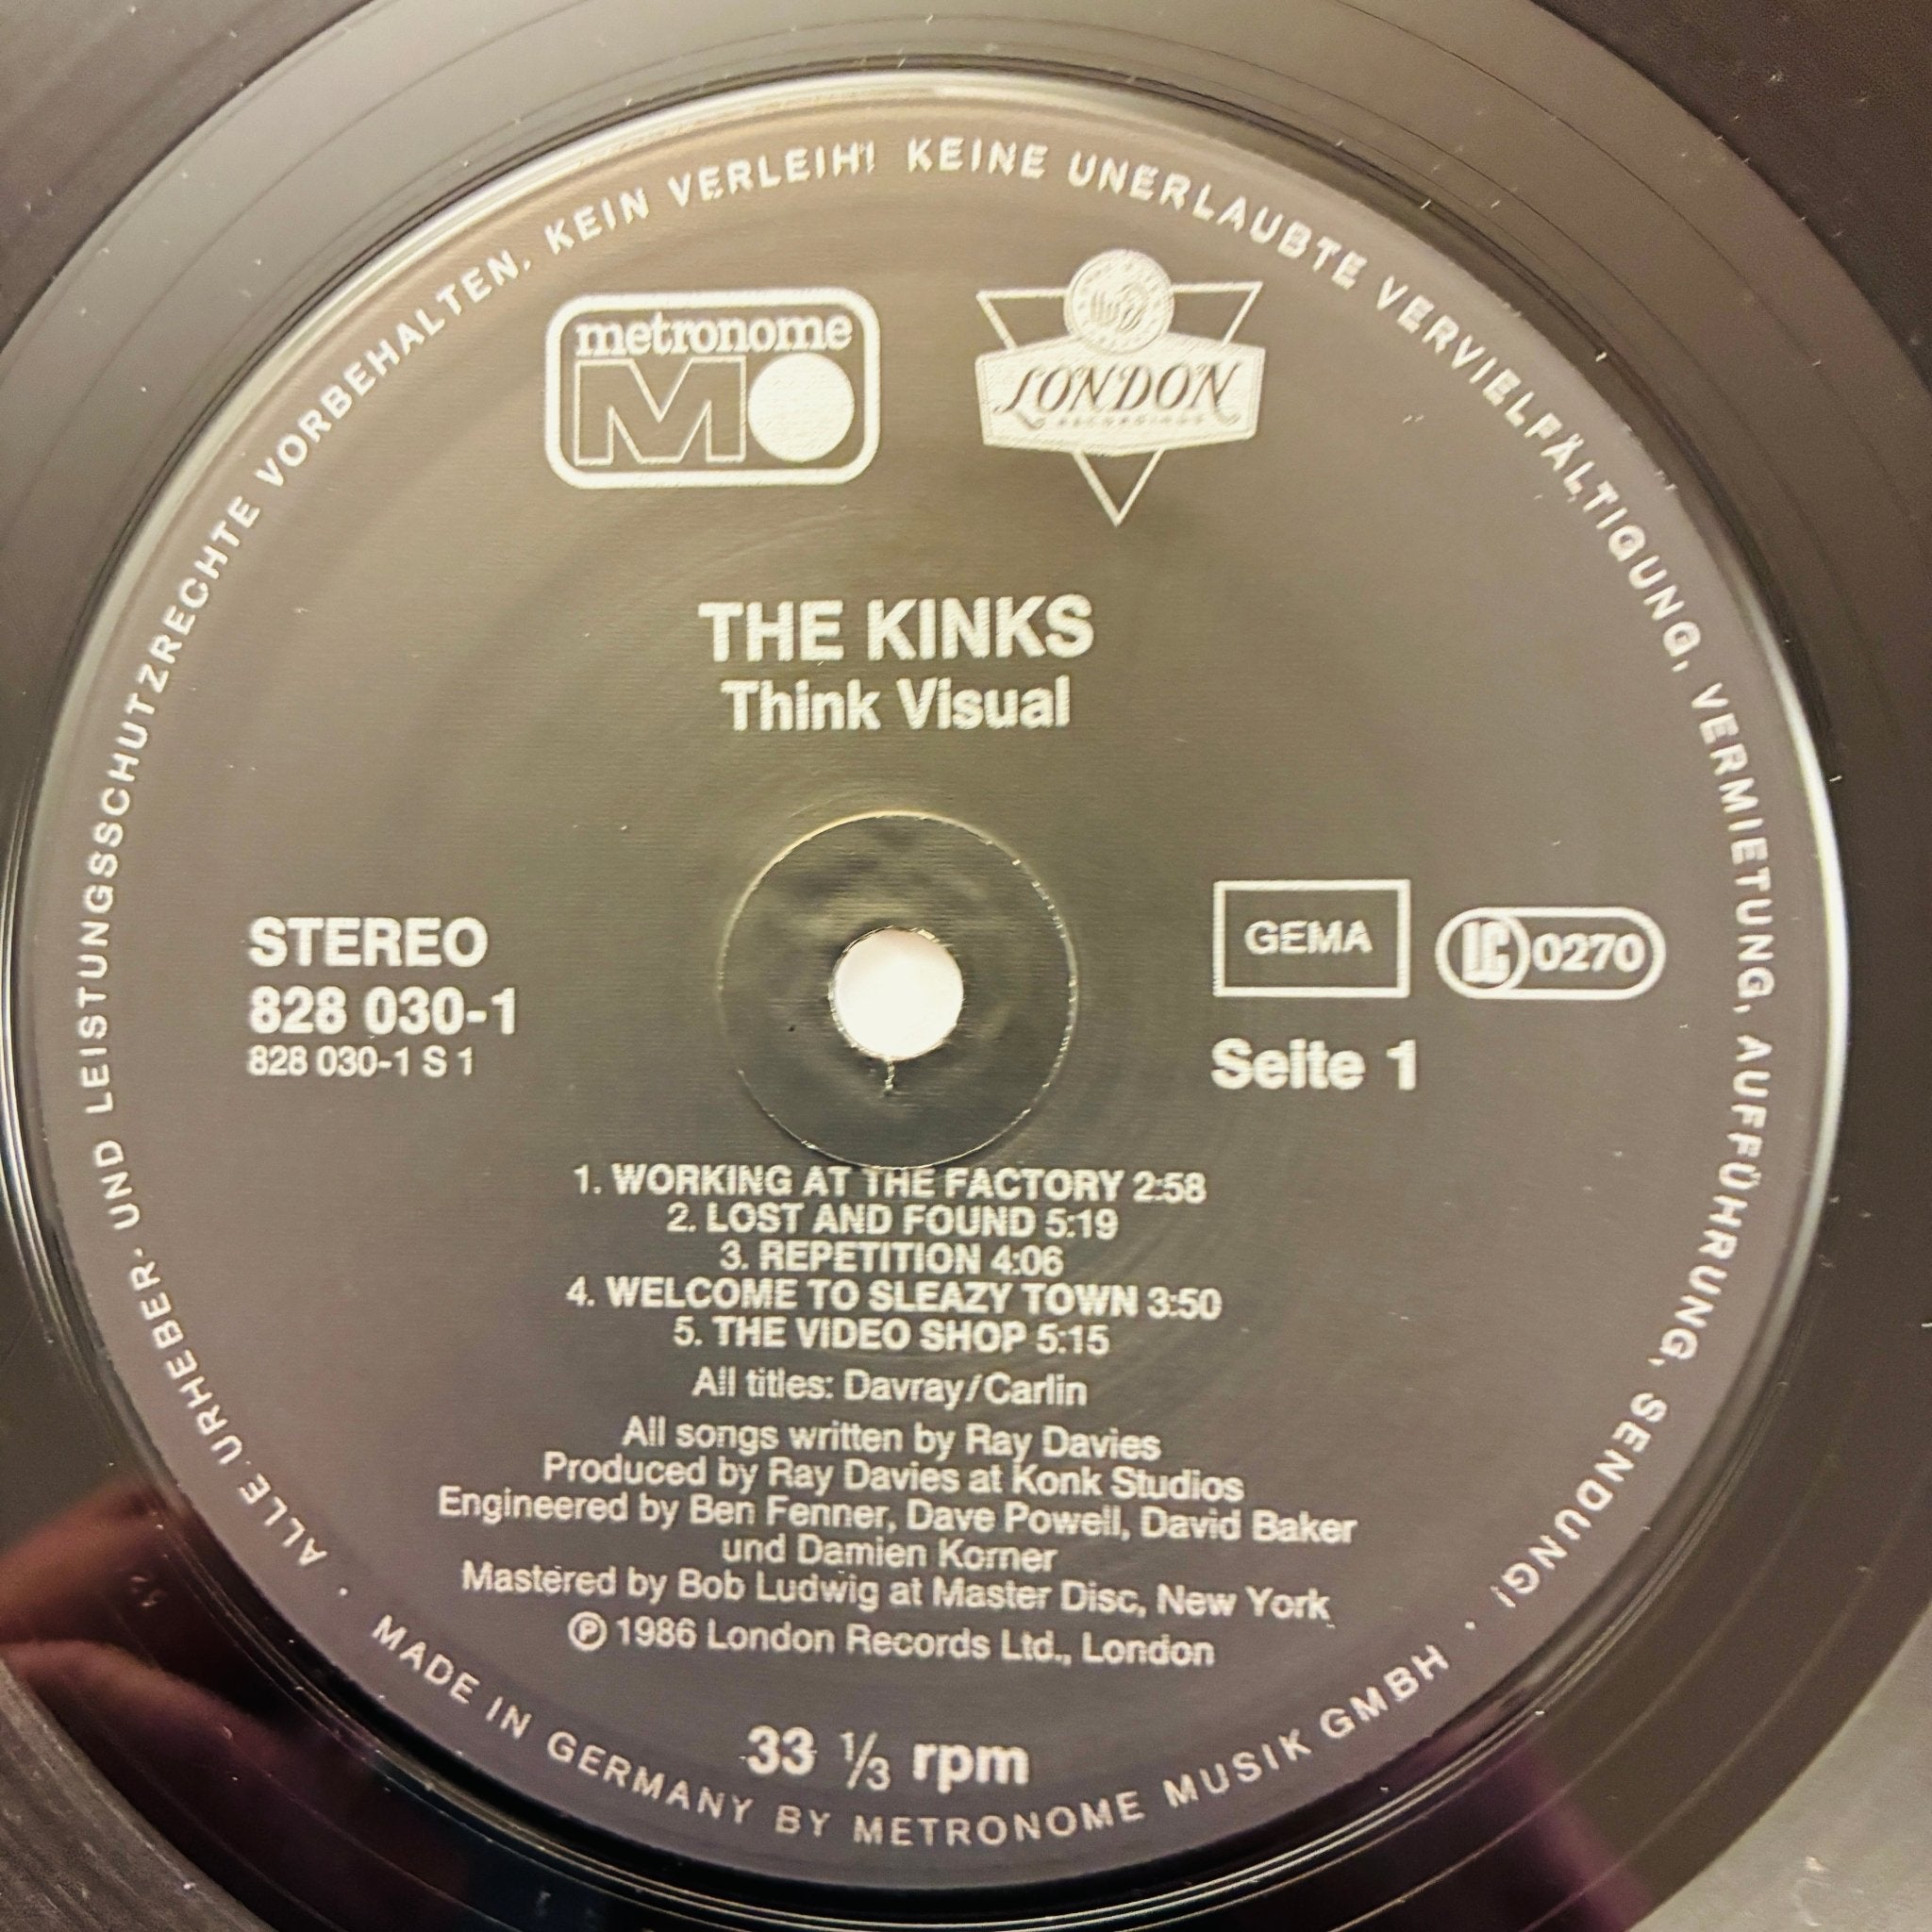 ALLE URHEBER- UND LEISTUNGSSCHUTZRECHTE VORBEHALTEN. KEIN VERLEIH! KEINE UNERLAUBTE VERVIELFÄLTIGUNG, VERMIETUNG, AUFFÜHRUNG, SENDUNG!
metronome
MO
LONDON
RECORDINGS
THE KINKS
Think Visual
STEREO
828 030-1
828 030-1 S 1
GEMA
LC 0270
Seite 1
1. WORKING AT THE FACTORY 2:58
2. LOST AND FOUND 5:19
3. REPETITION 4:06
4. WELCOME TO SLEAZY TOWN 3:50
5. THE VIDEO SHOP 5:15
All titles: Davray/Carlin
All songs written by Ray Davies
Produced by Ray Davies at Konk Studios
Engineered by Ben Fenner, Dave Powell, David Baker
und Damien Korner
Mastered by Bob Ludwig at Master Disc, New York
Ⓟ 1986 London Records Ltd., London
33 ⅓ rpm
· MADE IN GERMANY BY METRONOME MUSIK GMBH ·